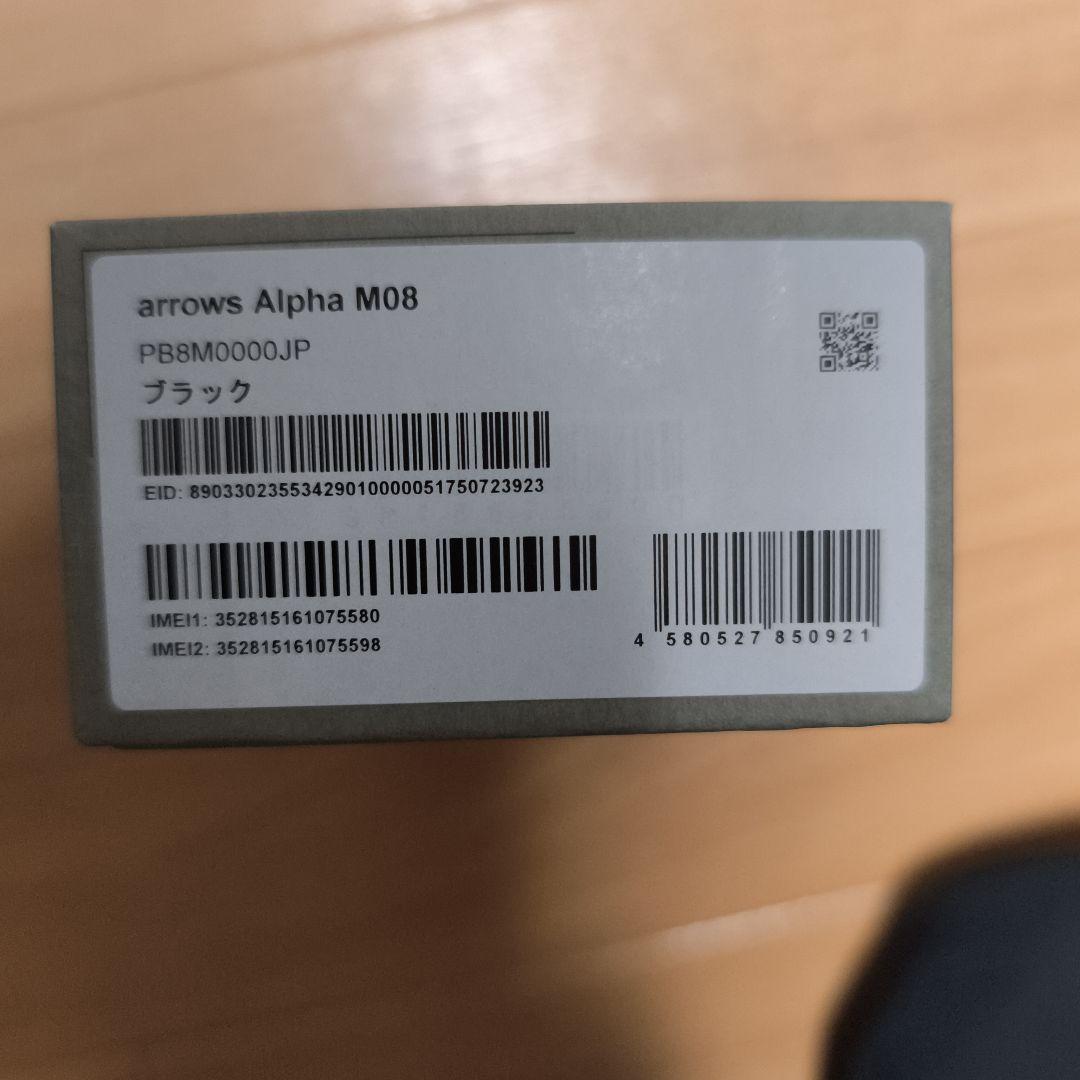 arrows Alpha M08
PB8M0000JP
ブラック
EID: 89033023553429010000051750723923
IMEI1: 352815161075580
IMEI2: 352815161075598
4 580527 850921